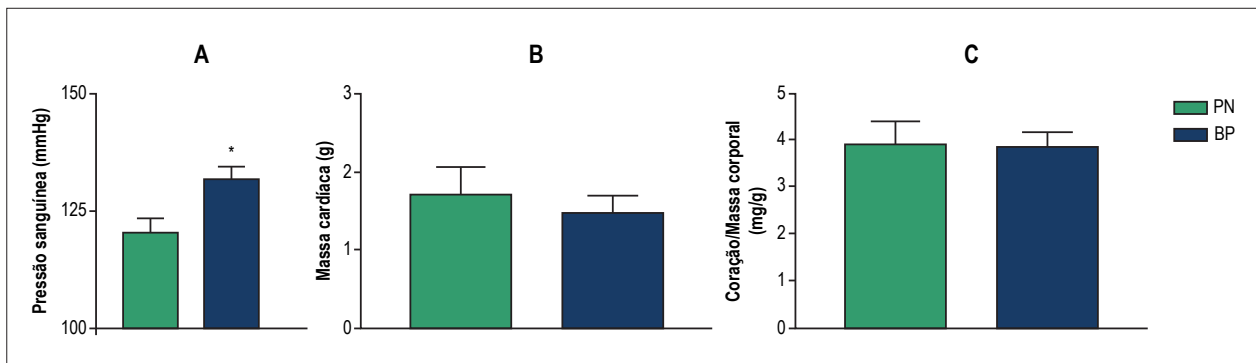 A
Pressão sanguínea (mmHg)
150
125
100
*
B
Massa cardíaca (g)
3
2
1
0
C
Coração/Massa corporal
(mg/g)
5
4
3
2
1
0
PN
BP